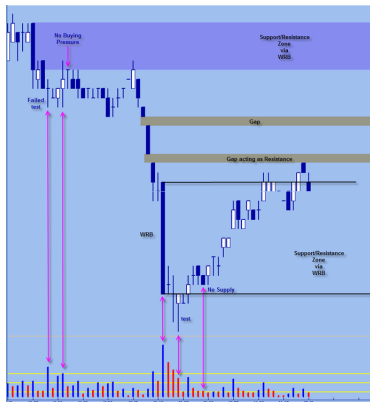 No Buying
Pressure
Support/Resistance
Zone
via
WRB
Failed
test
Gap
Gap acting as Resistance
WRB
Support/Resistance
Zone
via
WRB
No Supply
test